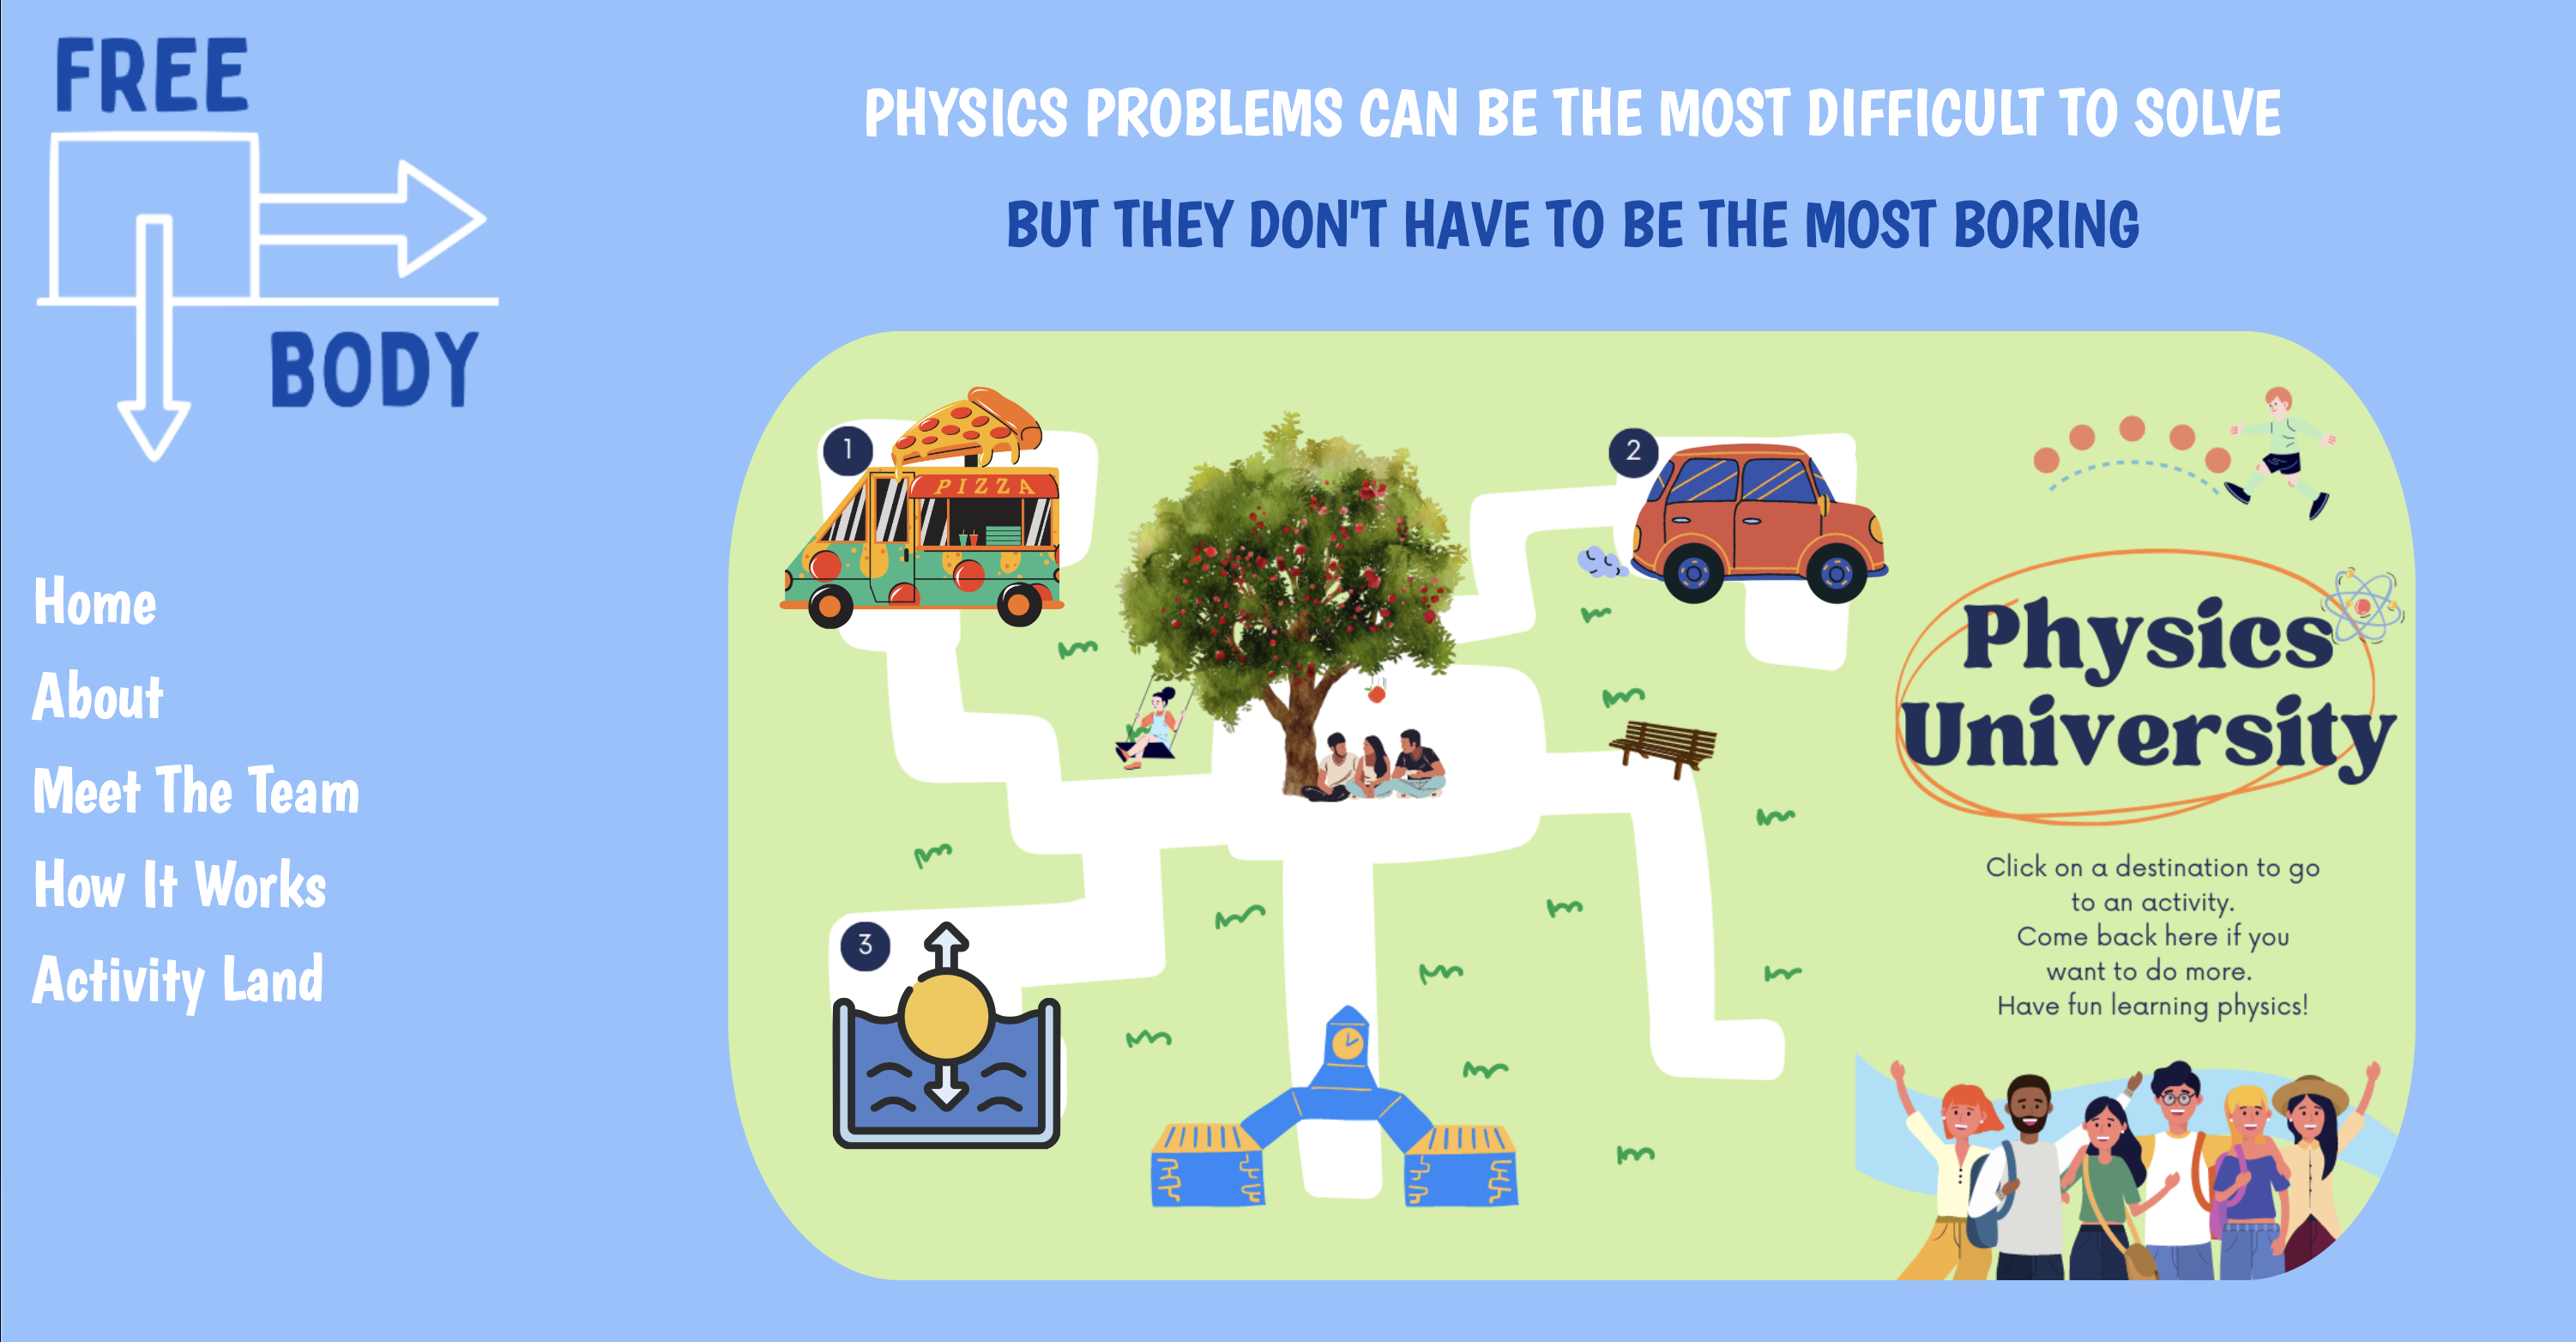 FREE
BODY
Home
About
Meet The Team
How It Works
Activity Land
PHYSICS PROBLEMS CAN BE THE MOST DIFFICULT TO SOLVE
BUT THEY DON'T HAVE TO BE THE MOST BORING
1
PIZZA
2
3
Physics
University
Click on a destination to go
to an activity.
Come back here if you
want to do more.
Have fun learning physics!